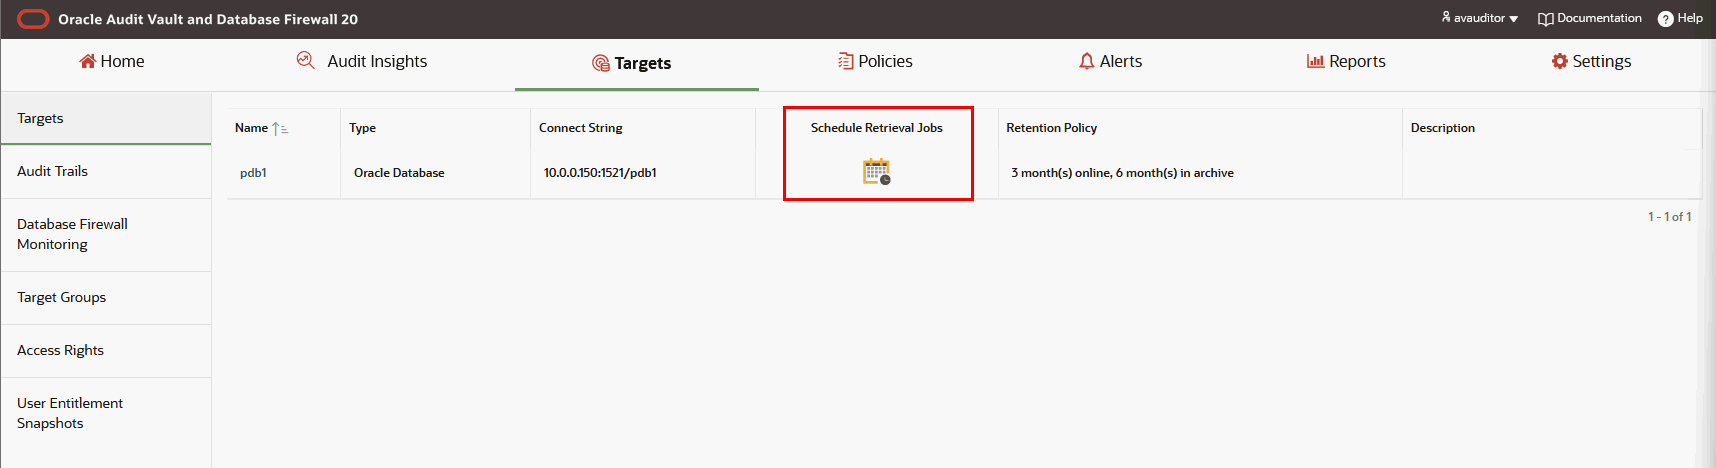 Oracle Audit Vault and Database Firewall 20
avauditor
Documentation
? Help
Home
Audit Insights
Targets
Policies
Alerts
Reports
Settings
Targets
Audit Trails
Database Firewall
Monitoring
Target Groups
Access Rights
User Entitlement
Snapshots
Name
Type
Connect String
Schedule Retrieval Jobs
Retention Policy
Description
pdb1
Oracle Database
10.0.0.150:1521/pdb1
3 month(s) online, 6 month(s) in archive
1 - 1 of 1